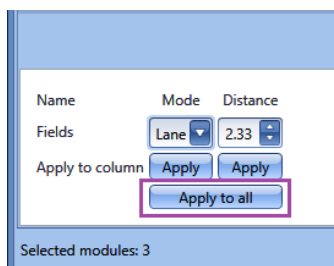 Name Mode Distance
Fields Lane 2.33
Apply to column Apply Apply
Apply to all
Selected modules: 3